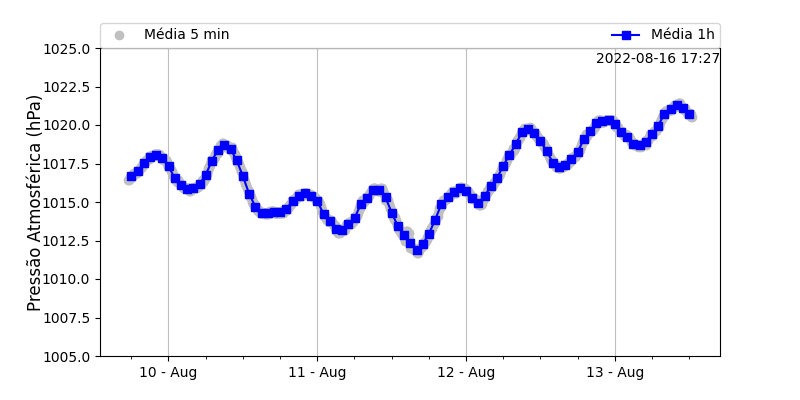 Média 5 min
Média 1h
2022-08-16 17:27
Pressão Atmosférica (hPa)
1025.0
1022.5
1020.0
1017.5
1015.0
1012.5
1010.0
1007.5
1005.0
10 - Aug
11 - Aug
12 - Aug
13 - Aug